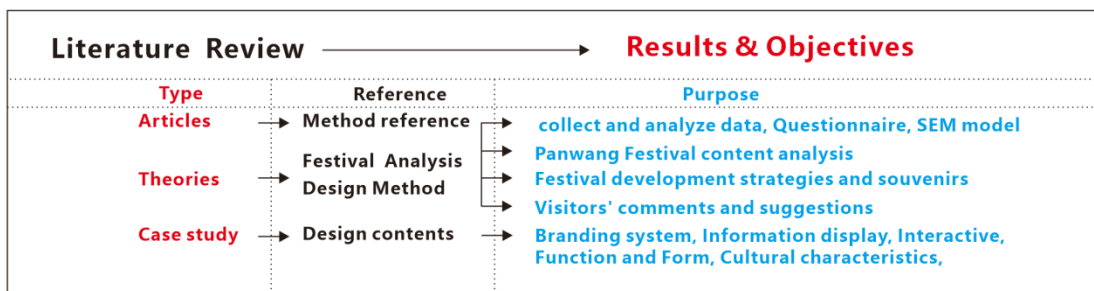 Literature Review Results & Objectives
Type Reference Purpose
Articles Method reference collect and analyze data, Questionnaire, SEM model
Festival Analysis Panwang Festival content analysis
Theories Design Method Festival development strategies and souvenirs
Visitors' comments and suggestions
Case study Design contents Branding system, Information display, Interactive,
Function and Form, Cultural characteristics,